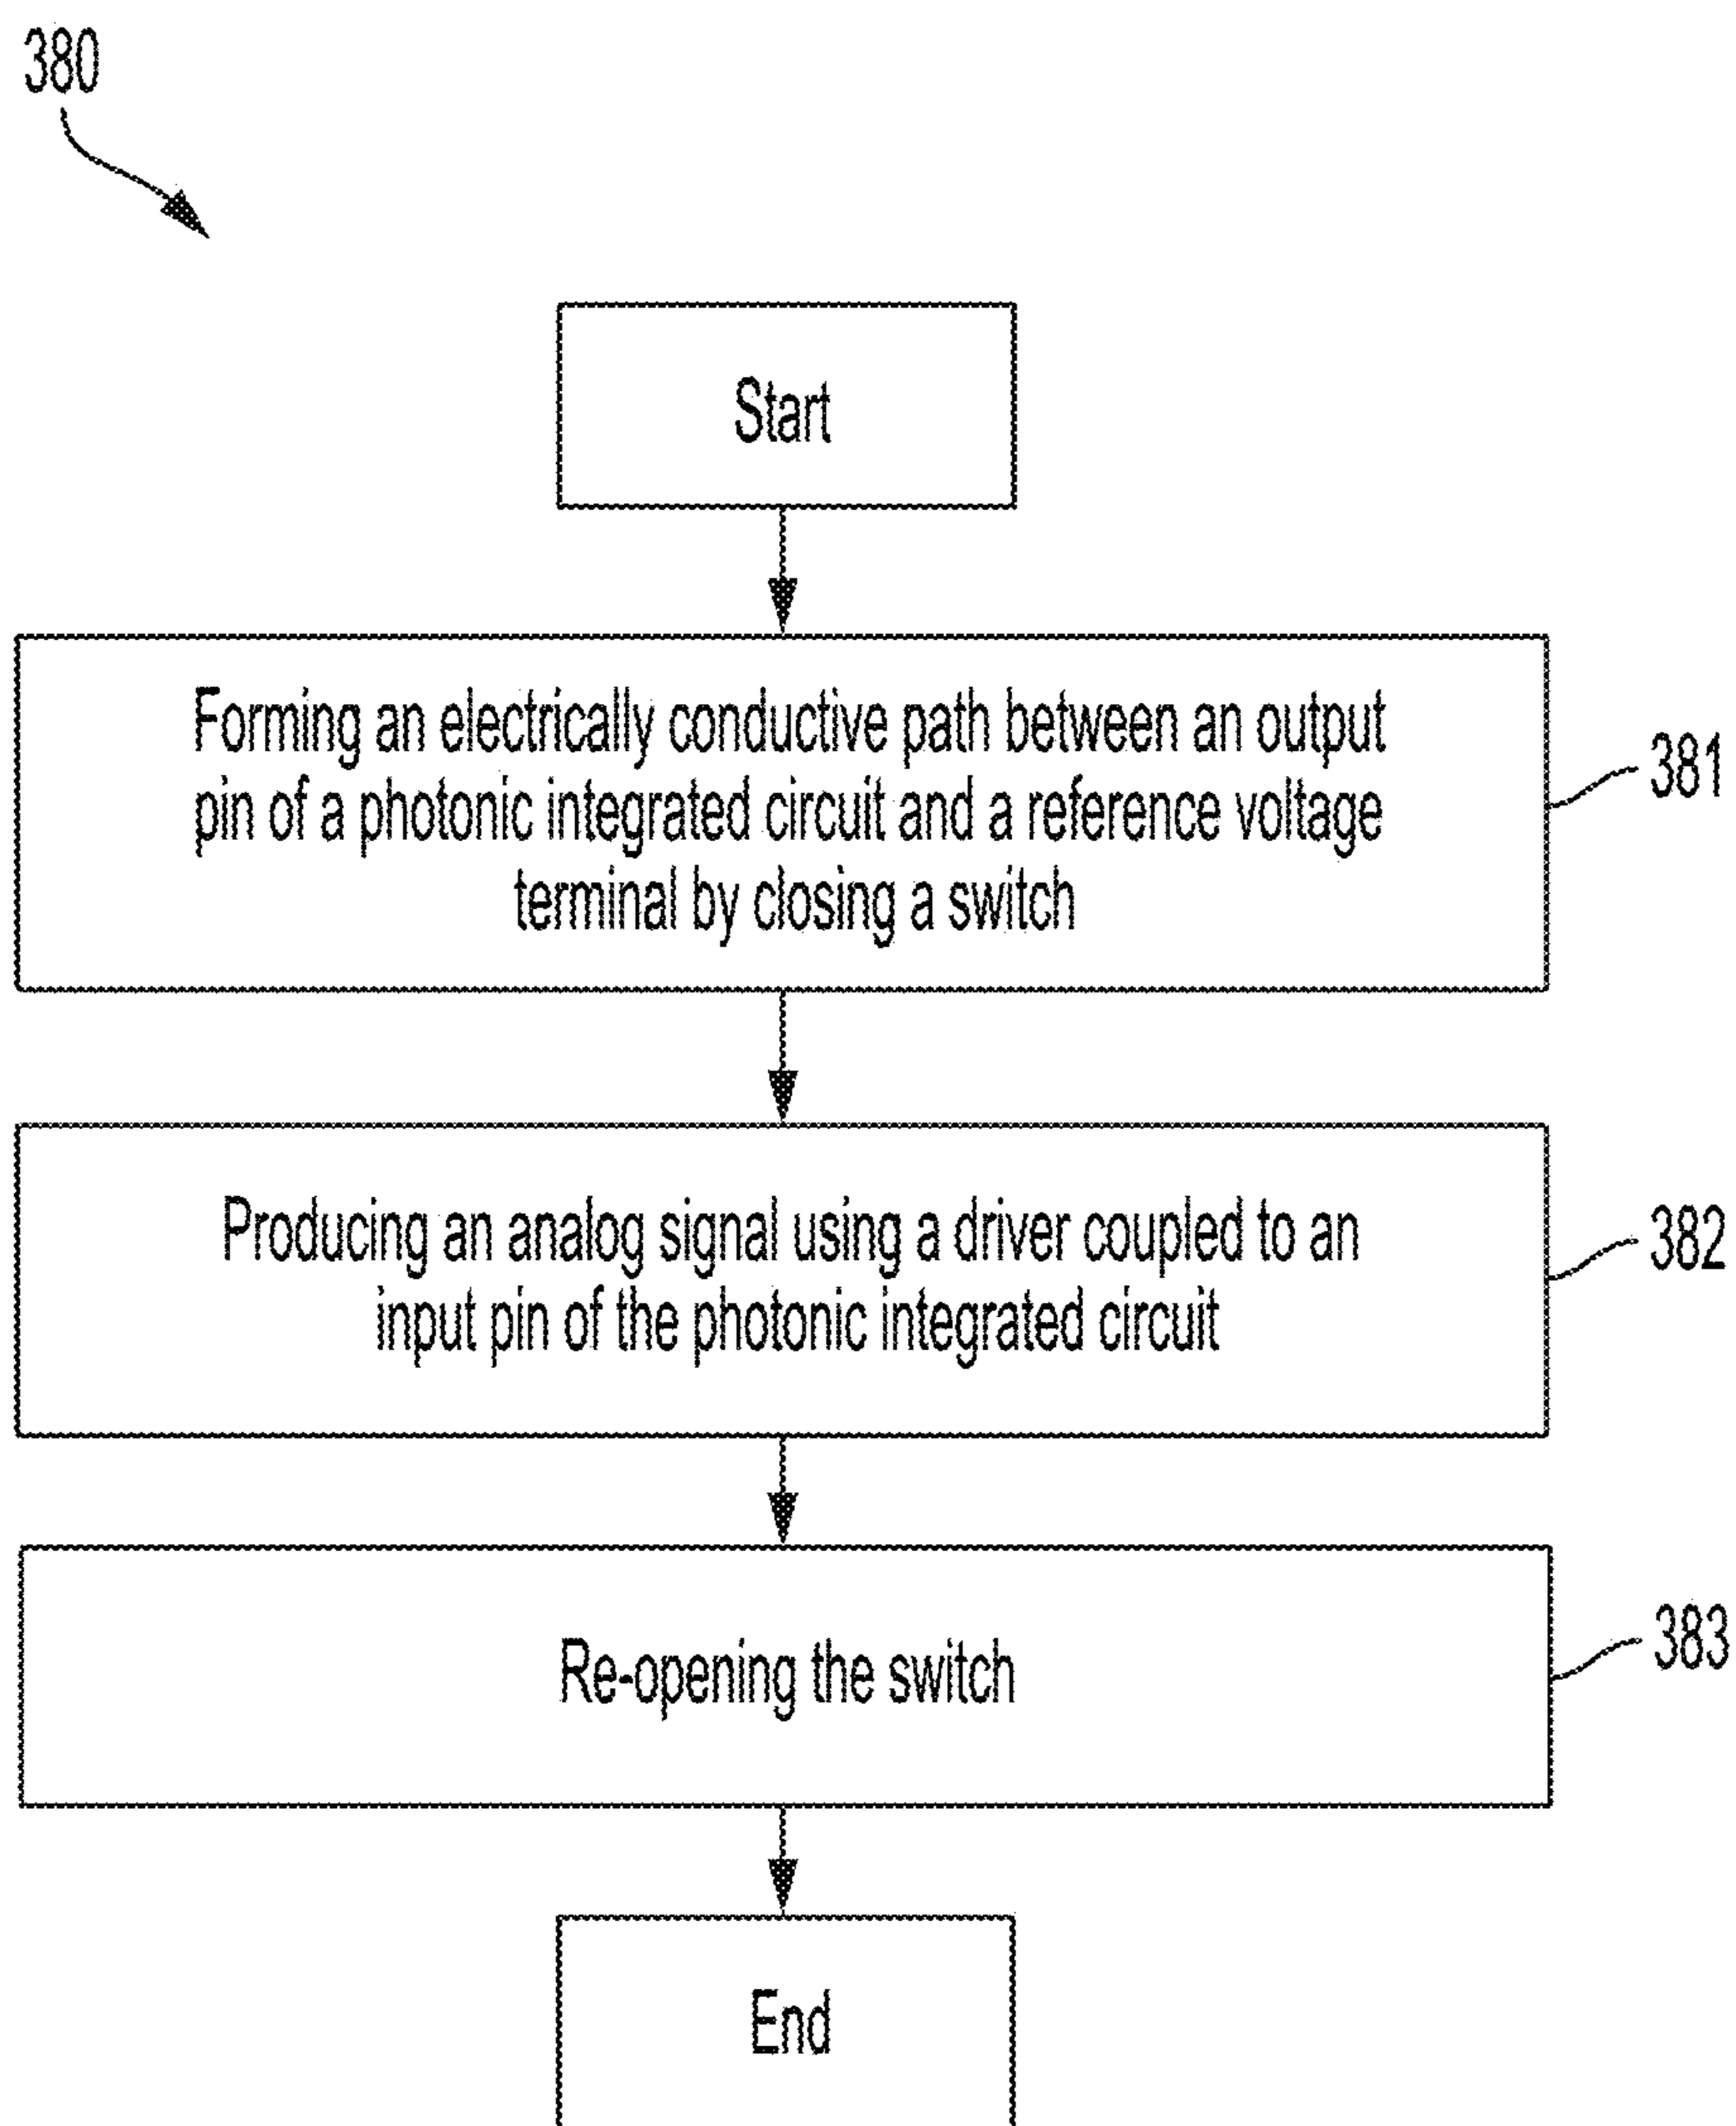 380
Start
Forming an electrically conductive path between an output
pin of a photonic integrated circuit and a reference voltage
terminal by closing a switch
381
Producing an analog signal using a driver coupled to an
input pin of the photonic integrated circuit
382
Re-opening the switch
383
End